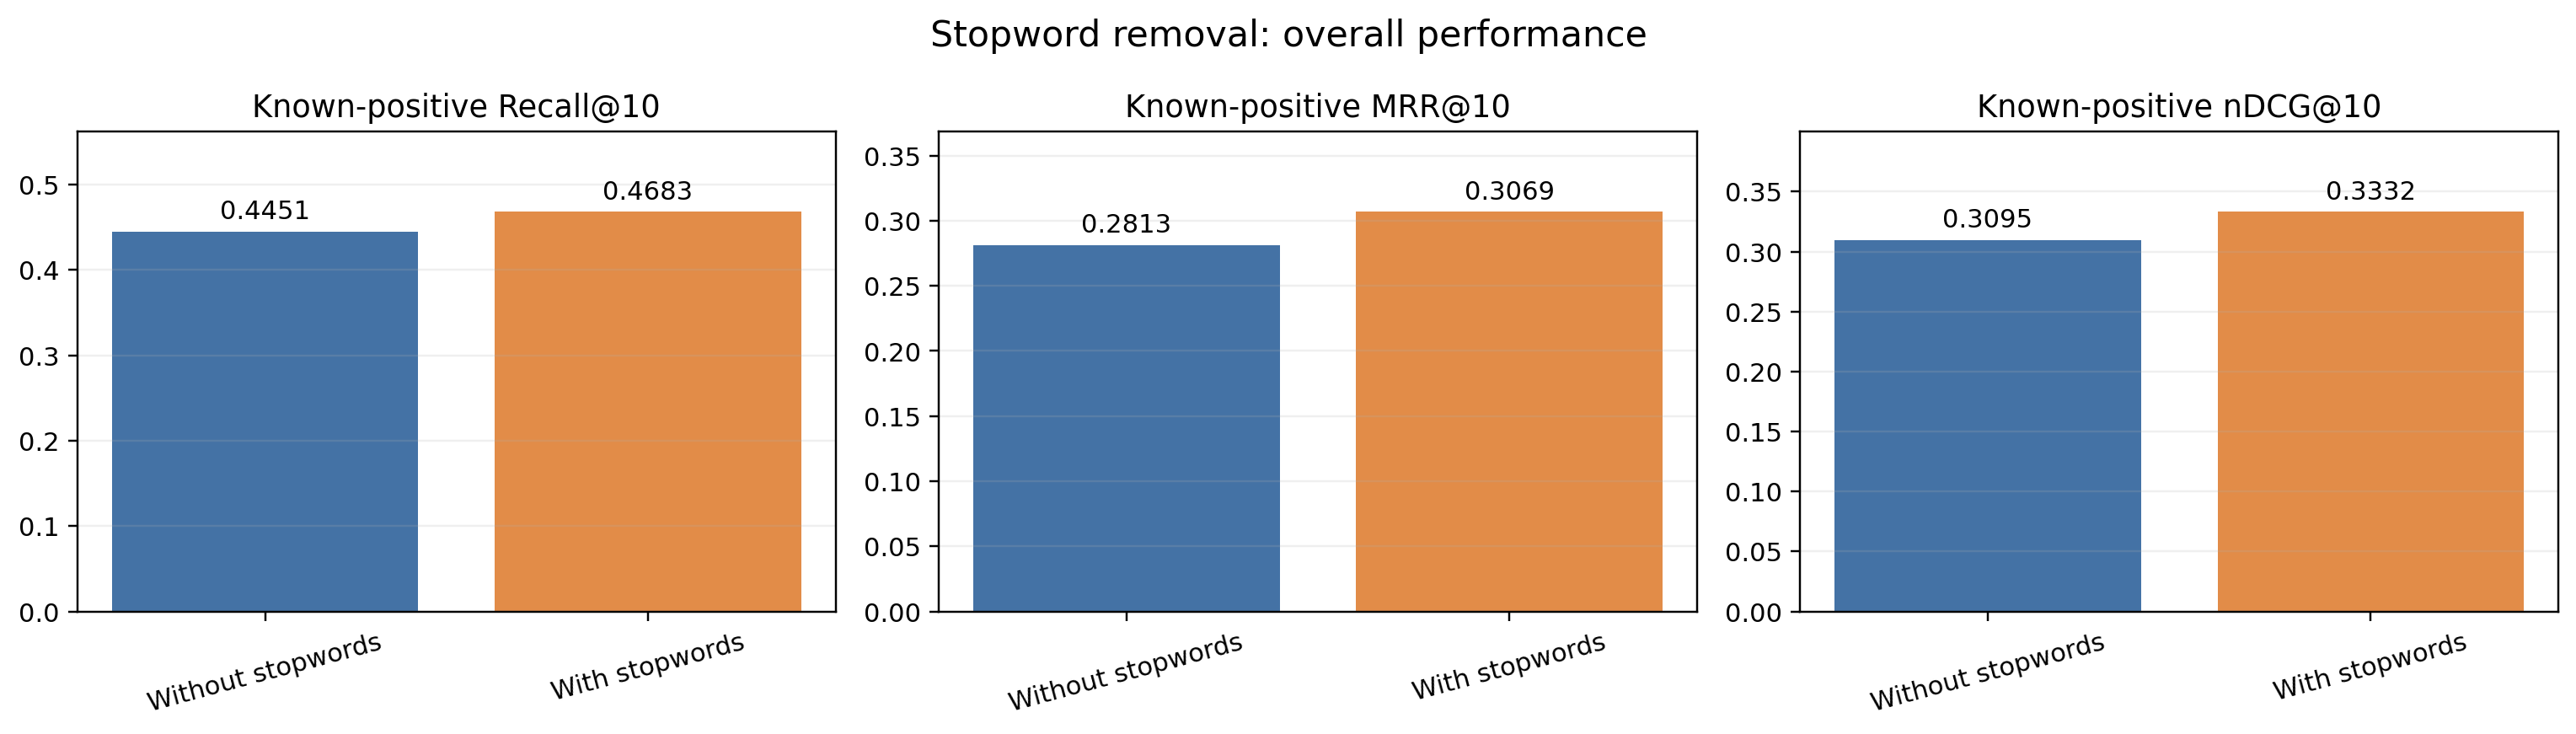 Stopword removal: overall performance
Known-positive Recall@10
0.5
0.4
0.3
0.2
0.1
0.0
0.4451
0.4683
Without stopwords
With stopwords
Known-positive MRR@10
0.35
0.30
0.25
0.20
0.15
0.10
0.05
0.00
0.2813
0.3069
Without stopwords
With stopwords
Known-positive nDCG@10
0.35
0.30
0.25
0.20
0.15
0.10
0.05
0.00
0.3095
0.3332
Without stopwords
With stopwords